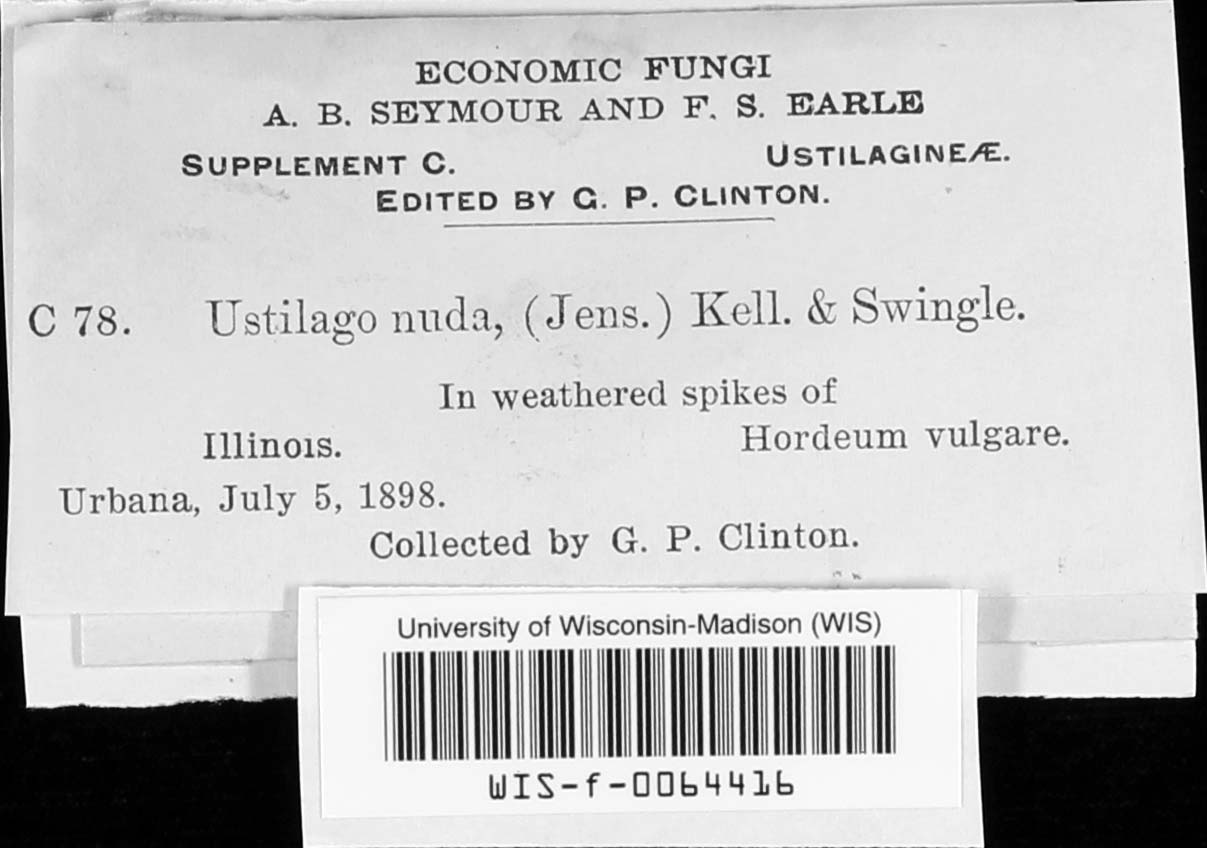 ECONOMIC FUNGI
A. B. SEYMOUR AND F. S. EARLE
SUPPLEMENT C. USTILAGINEÆ.
EDITED BY G. P. CLINTON.
C 78. Ustilago nuda, (Jens.) Kell. & Swingle.
In weathered spikes of
Illinois. Hordeum vulgare.
Urbana, July 5, 1898.
Collected by G. P. Clinton.
University of Wisconsin-Madison (WIS)
WIS-f-0064416